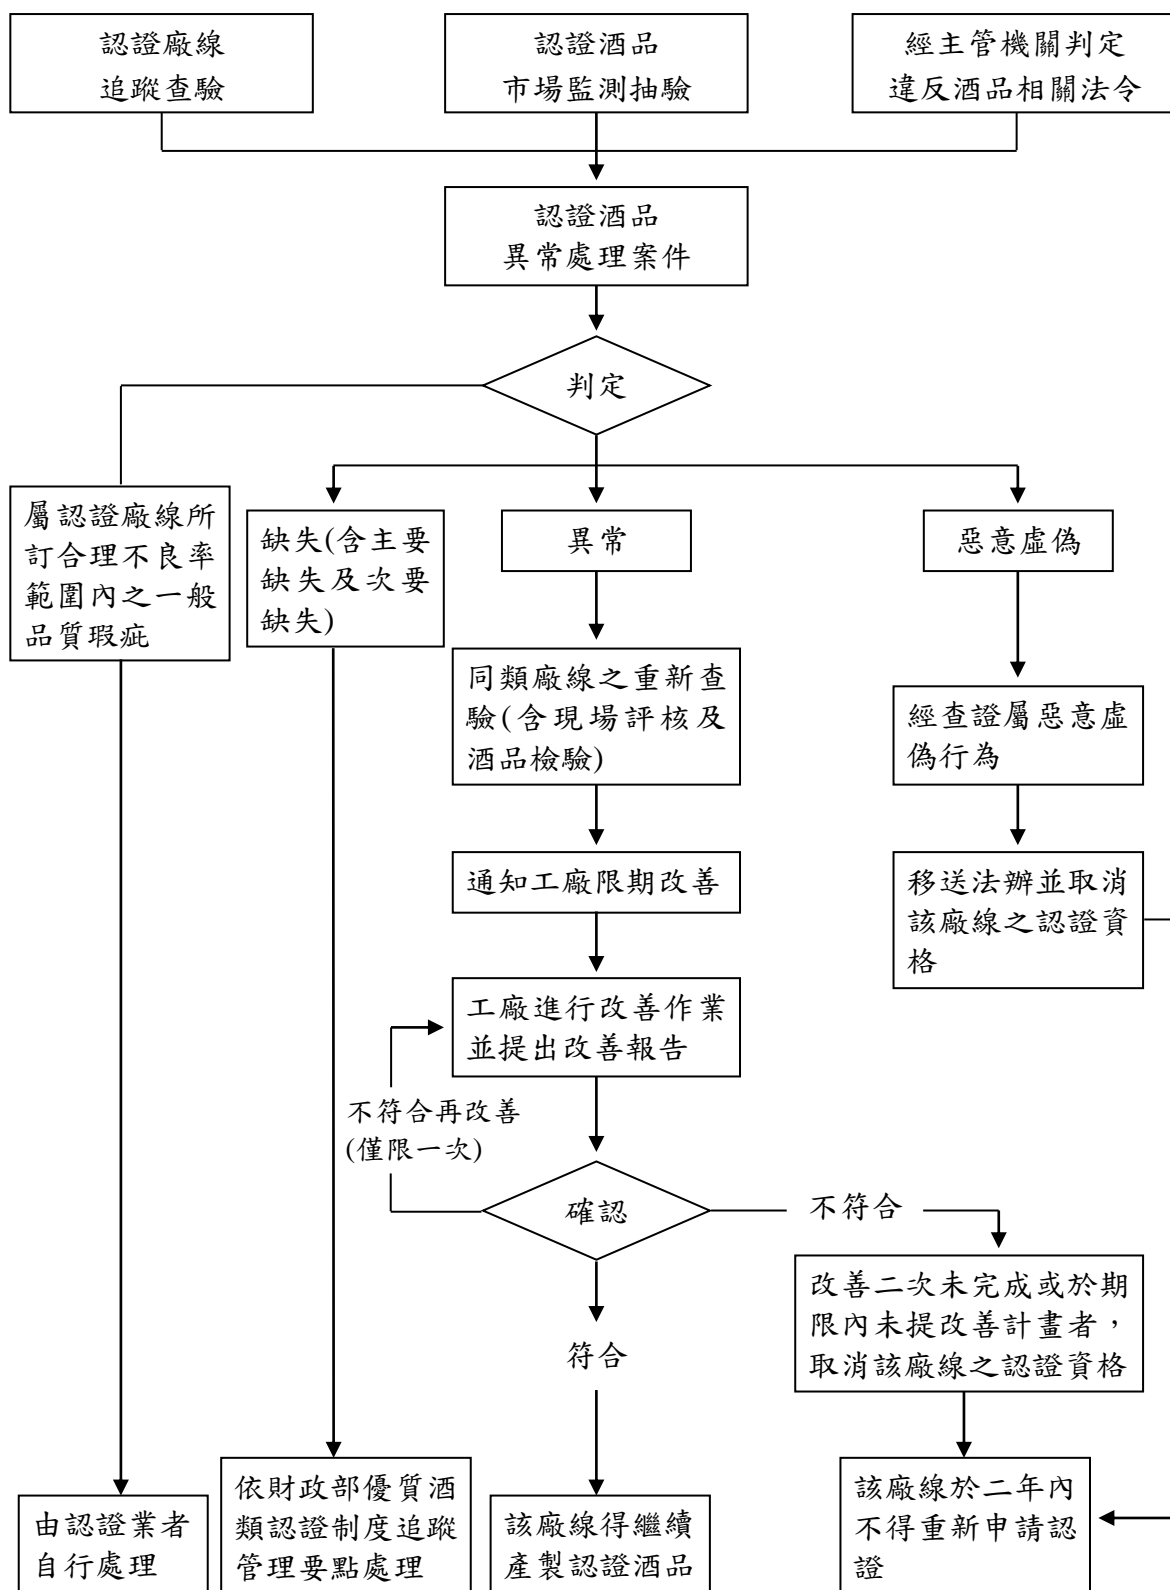 認證廠線
追蹤查驗
認證酒品
市場監測抽驗
經主管機關判定
違反酒品相關法令
認證酒品
異常處理案件
判定
屬認證廠線所
訂合理不良率
範圍內之一般
品質瑕疵
缺失(含主要
缺失及次要
缺失)
異常
惡意虛偽
同類廠線之重新查
驗(含現場評核及
酒品檢驗)
經查證屬惡意虛
偽行為
通知工廠限期改善
移送法辦並取消
該廠線之認證資
格
工廠進行改善作業
並提出改善報告
不符合再改善
(僅限一次)
確認
不符合
改善二次未完成或於期
限內未提改善計畫者，
取消該廠線之認證資格
符合
由認證業者
自行處理
依財政部優質酒
類認證制度追蹤
管理要點處理
該廠線得繼續
產製認證酒品
該廠線於二年內
不得重新申請認
證